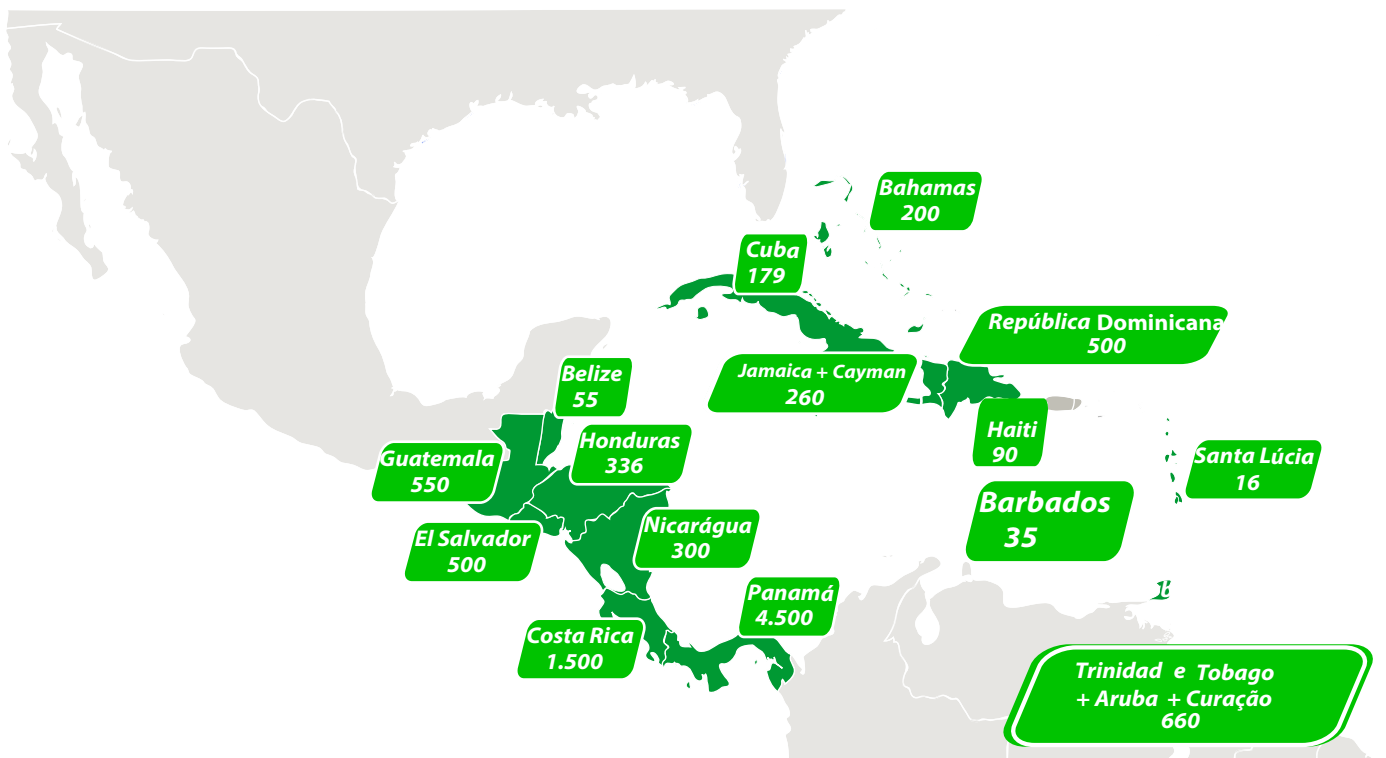 Bahamas
200
Cuba
179
República Dominicana
500
Jamaica + Cayman
260
Belize
55
Haiti
90
Honduras
336
Guatemala
550
Santa Lúcia
16
Barbados
35
Nicarágua
300
El Salvador
500
Panamá
4.500
Costa Rica
1.500
Trinidad e Tobago
+ Aruba + Curação
660